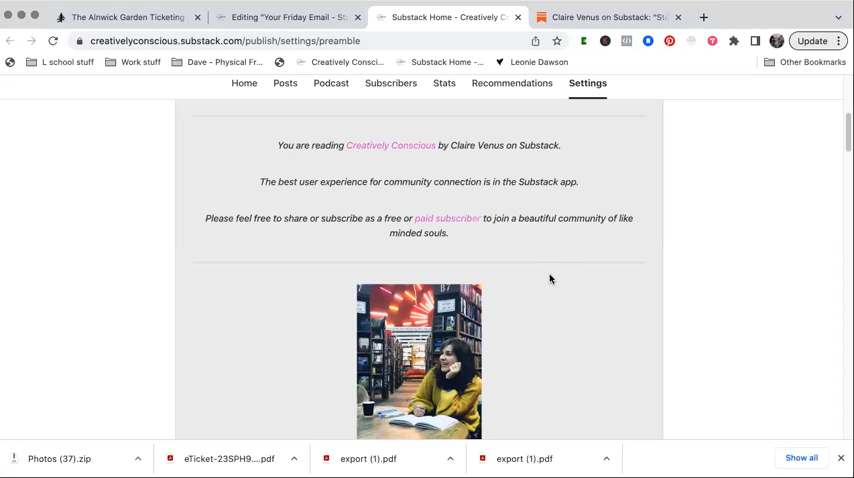 The Alnwick Garden Ticketing
Editing "Your Friday Email - St
Substack Home - Creatively C
Claire Venus on Substack: "St
Update
creativelyconscious.substack.com/publish/settings/preamble
L school stuff
Work stuff
Dave - Physical Fr...
Creatively Consci...
Substack Home -...
Leonie Dawson
Other Bookmarks
Home
Posts
Podcast
Subscribers
Stats
Recommendations
Settings
You are reading Creatively Conscious by Claire Venus on Substack.
The best user experience for community connection is in the Substack app.
Please feel free to share or subscribe as a free or paid subscriber to join a beautiful community of like
minded souls.
Photos (37).zip
eTicket-23SPH9....pdf
export (1).pdf
export (1).pdf
Show all